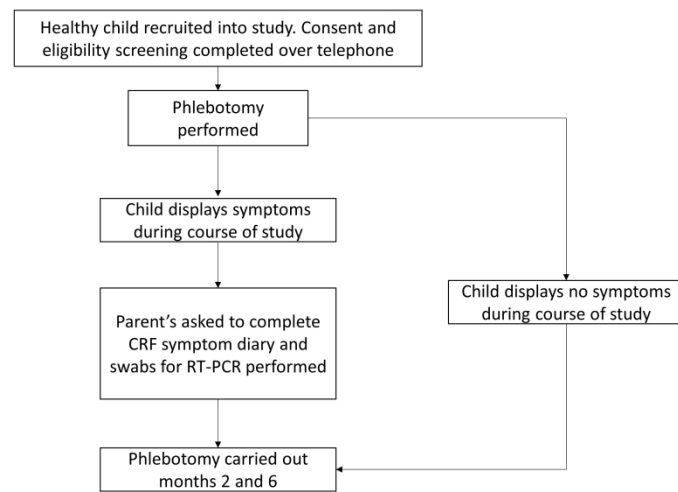 Healthy child recruited into study. Consent and
eligibility screening completed over telephone
Phlebotomy
performed
Child displays symptoms
during course of study
Child displays no symptoms
during course of study
Parent's asked to complete
CRF symptom diary and
swabs for RT-PCR performed
Phlebotomy carried out
months 2 and 6